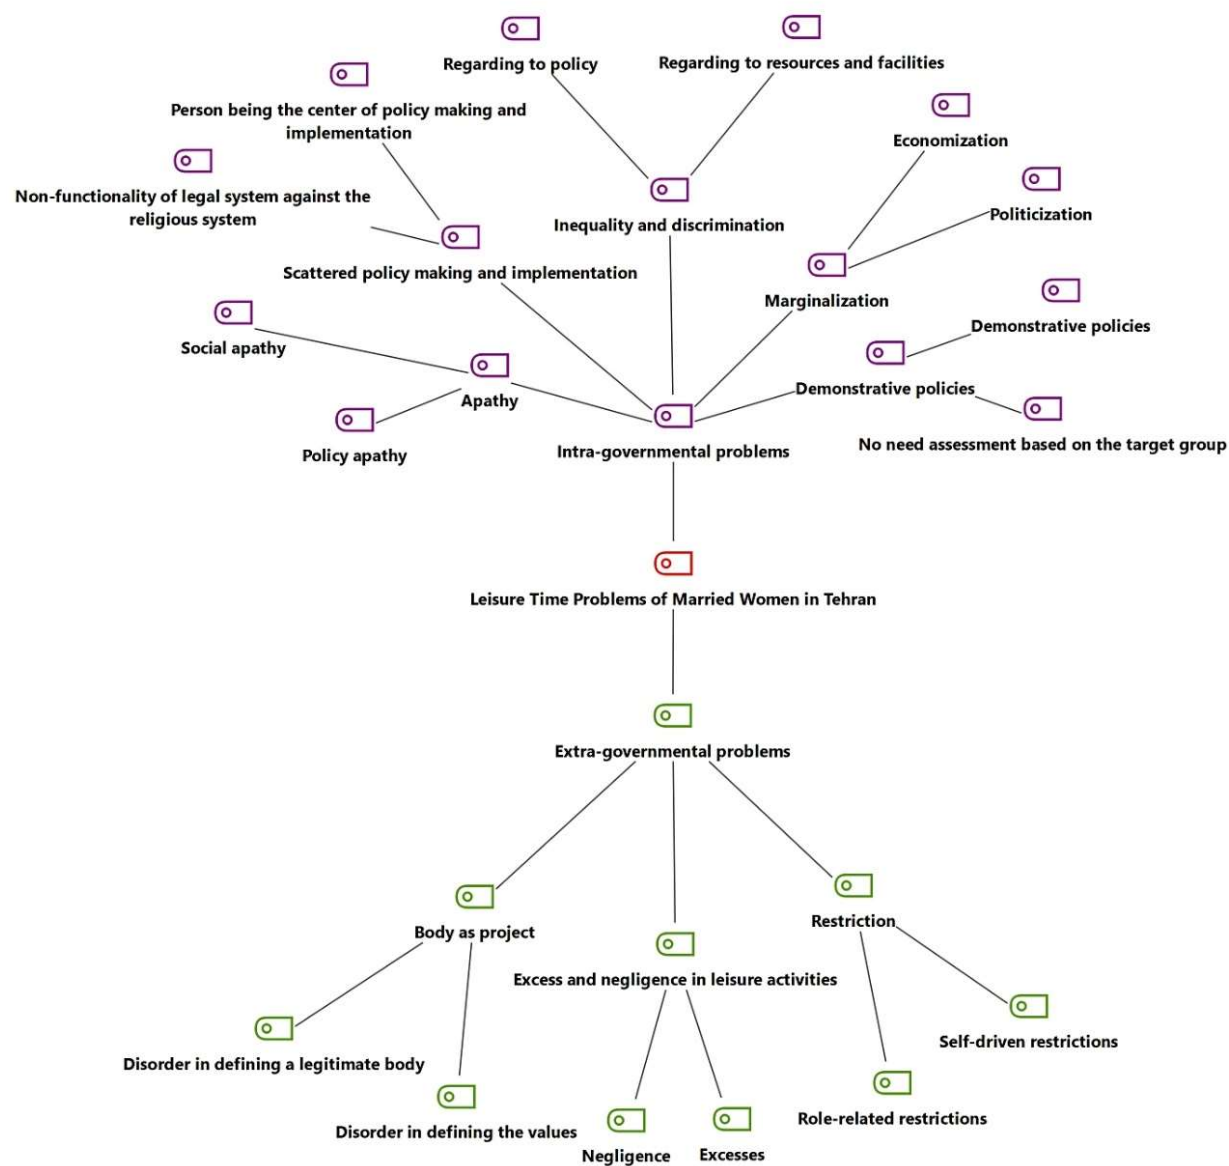 Regarding to policy
Regarding to resources and facilities
Person being the center of policy making and
implementation
Economization
Non-functionality of legal system against the
religious system
Politicization
Inequality and discrimination
Scattered policy making and implementation
Marginalization
Demonstrative policies
Social apathy
Demonstrative policies
Apathy
No need assessment based on the target group
Policy apathy
Intra-governmental problems
Leisure Time Problems of Married Women in Tehran
Extra-governmental problems
Body as project
Restriction
Excess and negligence in leisure activities
Disorder in defining a legitimate body
Self-driven restrictions
Disorder in defining the values
Role-related restrictions
Negligence
Excesses